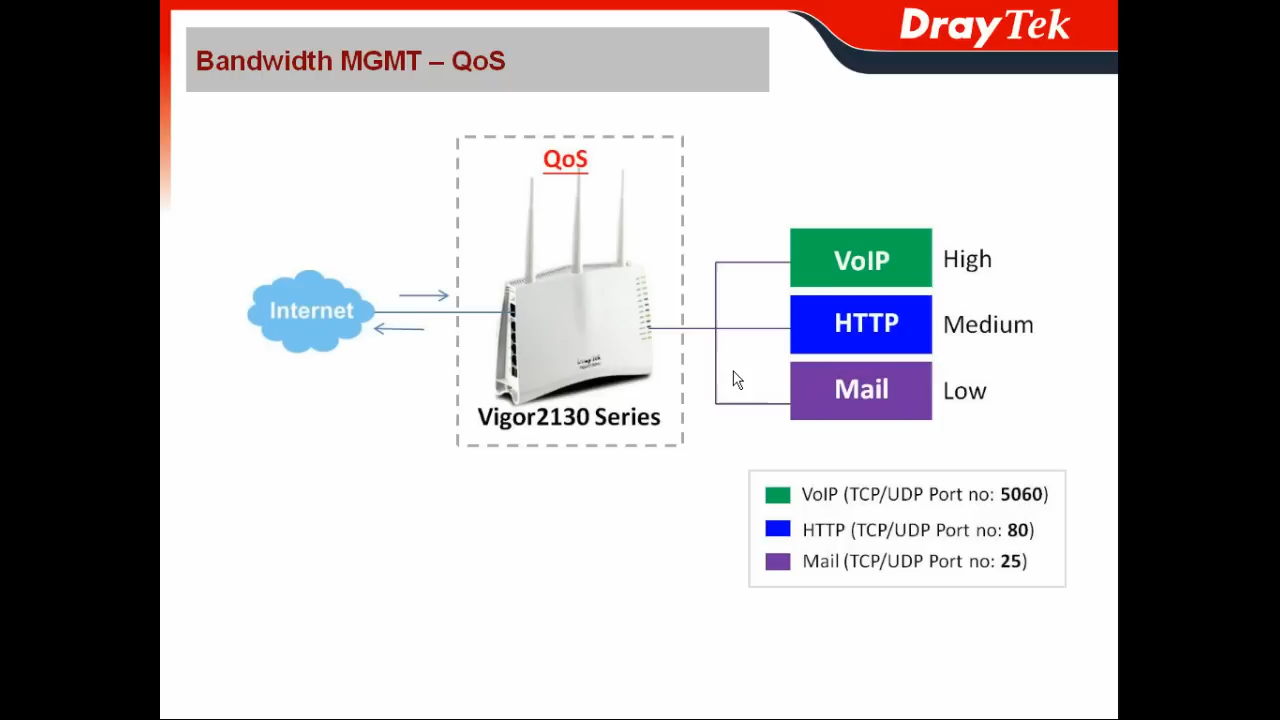 DrayTek
Bandwidth MGMT – QoS
QoS
Internet
DrayTek
Vigor2130 Series
VoIP High
HTTP Medium
Mail Low
VoIP (TCP/UDP Port no: 5060)
HTTP (TCP/UDP Port no: 80)
Mail (TCP/UDP Port no: 25)